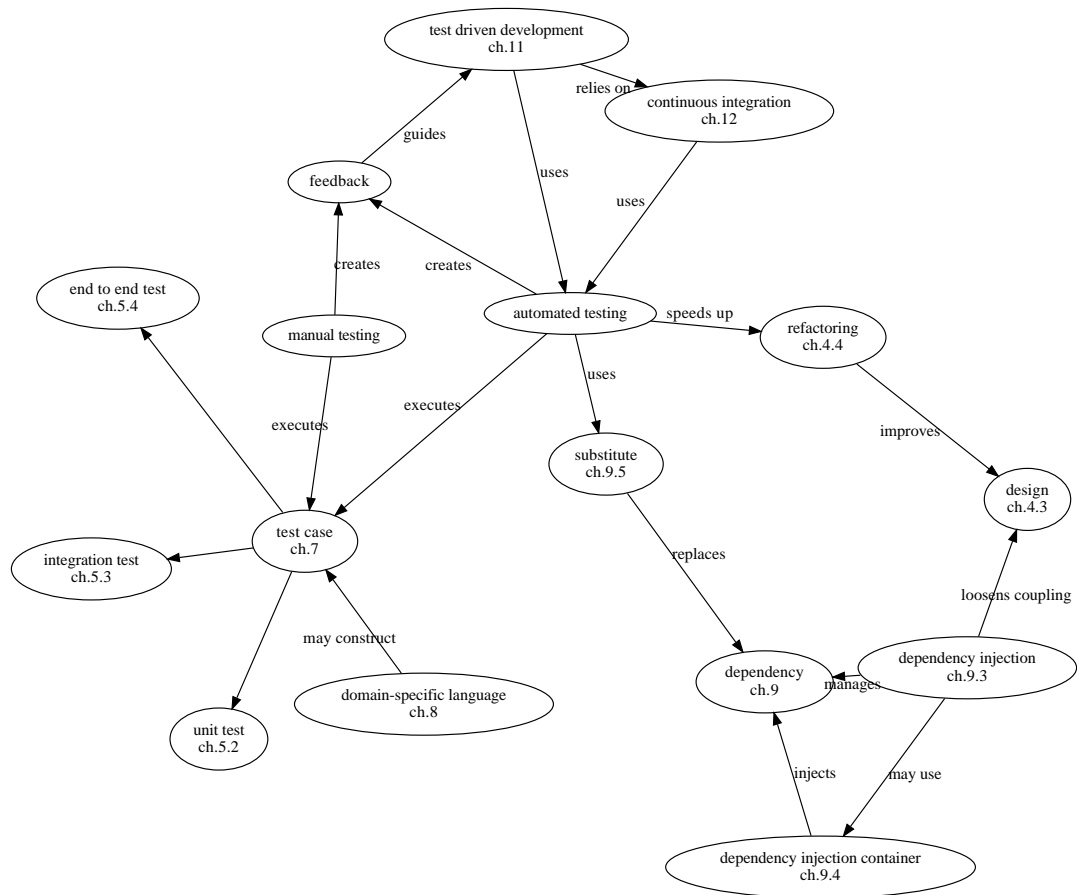 test driven development
ch.11
relies on
continuous integration
ch.12
guides
uses
uses
feedback
creates
creates
end to end test
ch.5.4
manual testing
automated testing
speeds up
refactoring
ch.4.4
executes
executes
uses
improves
substitute
ch.9.5
design
ch.4.3
test case
ch.7
integration test
ch.5.3
replaces
loosens coupling
may construct
domain-specific language
ch.8
unit test
ch.5.2
dependency
ch.9
manages
dependency injection
ch.9.3
injects
may use
dependency injection container
ch.9.4